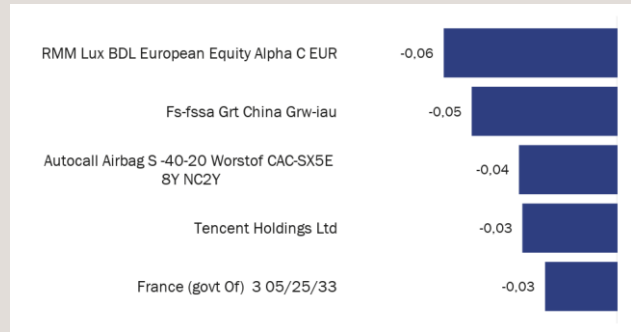 RMM Lux BDL European Equity Alpha C EUR -0,06
Fs-fssa Grt China Grw-iau -0,05
Autocall Airbag S -40-20 Worstof CAC-SX5E
8Y NC2Y -0,04
Tencent Holdings Ltd -0,03
France (govt Of) 3 05/25/33 -0,03